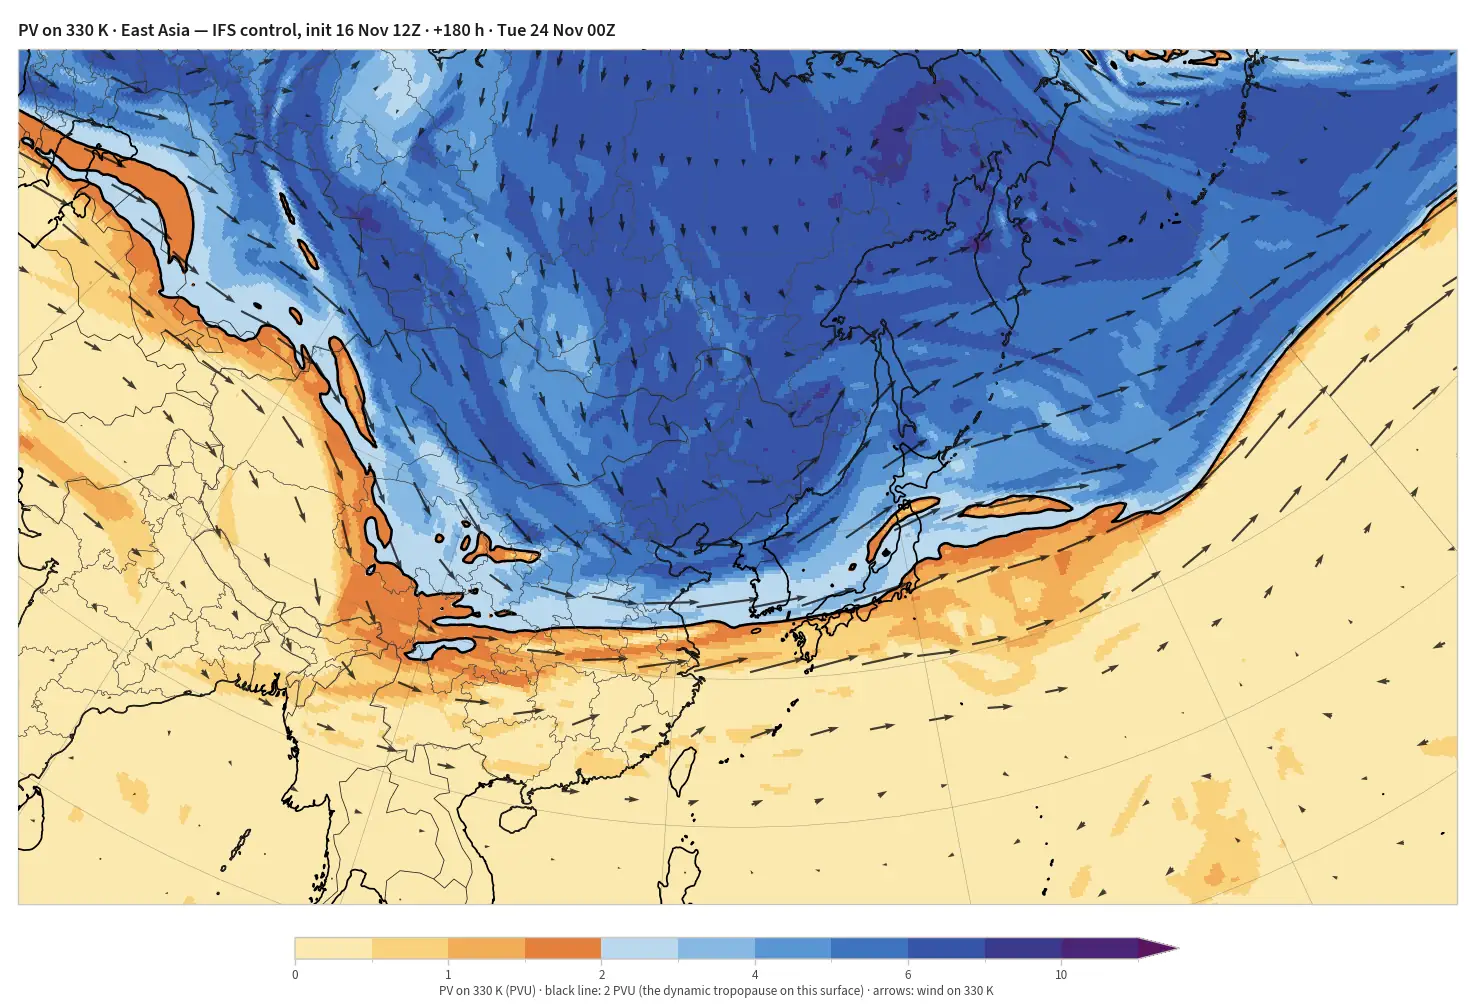 PV on 330 K · East Asia — IFS control, init 16 Nov 12Z · +180 h · Tue 24 Nov 00Z
0 1 2 4 6 10
PV on 330 K (PVU) · black line: 2 PVU (the dynamic tropopause on this surface) · arrows: wind on 330 K